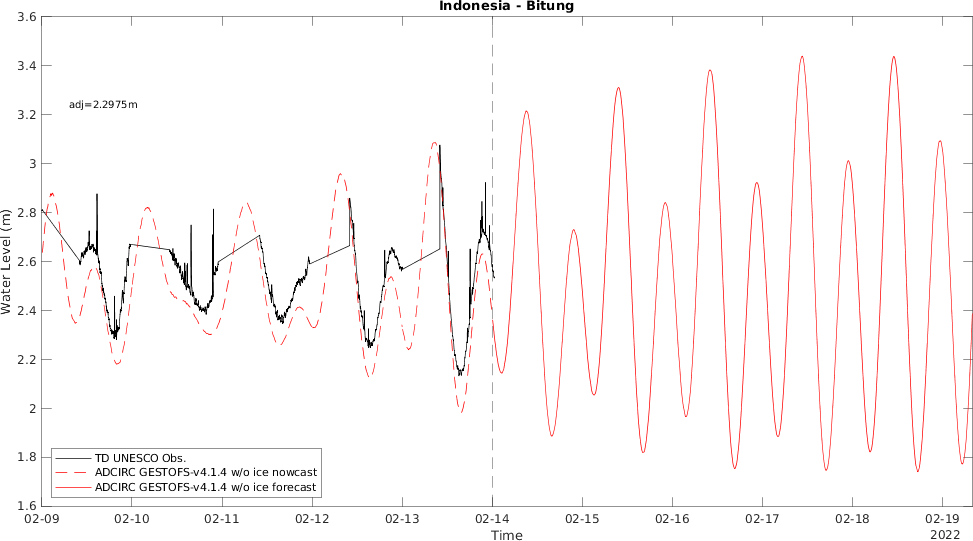 Indonesia - Bitung
3.6
3.4
3.2
3
2.8
2.6
2.4
2.2
2
1.8
1.6
Water Level (m)
adj=2.2975m
TD UNESCO Obs.
ADCIRC GESTOFS-v4.1.4 w/o ice nowcast
ADCIRC GESTOFS-v4.1.4 w/o ice forecast
02-09 02-10 02-11 02-12 02-13 02-14 02-15 02-16 02-17 02-18 02-19
Time
2022